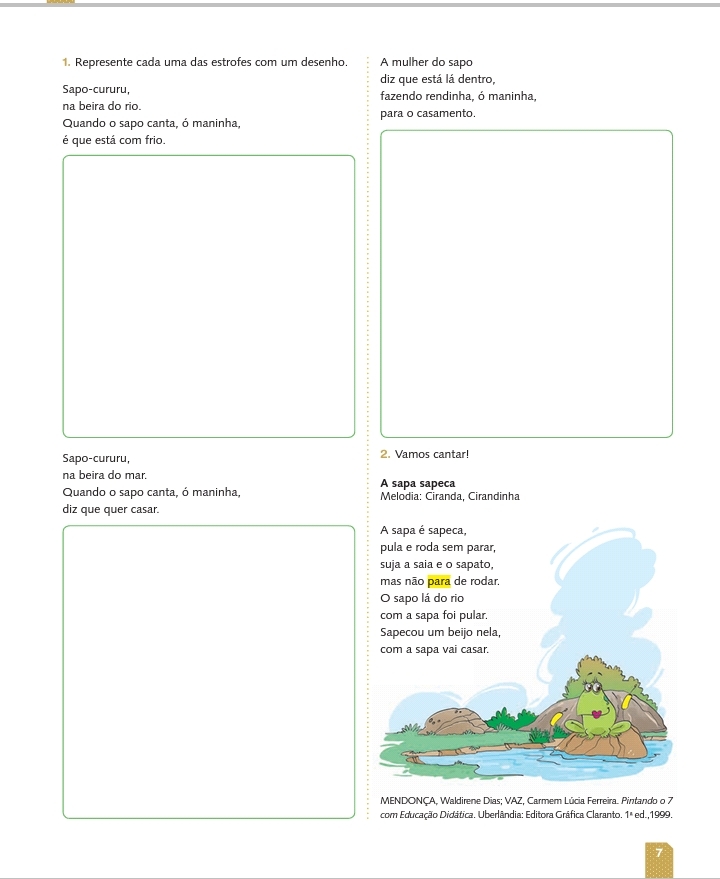 1. Represente cada uma das estrofes com um desenho.
Sapo-cururu,
na beira do rio.
Quando o sapo canta, ó maninha,
é que está com frio.
Sapo-cururu,
na beira do mar.
Quando o sapo canta, ó maninha,
diz que quer casar.
A mulher do sapo
diz que está lá dentro,
fazendo rendinha, ó maninha,
para o casamento.
2. Vamos cantar!
A sapa sapeca
Melodia: Ciranda, Cirandinha
A sapa é sapeca,
pula e roda sem parar,
suja a saia e o sapato,
mas não para de rodar.
O sapo lá do rio
com a sapa foi pular.
Sapecou um beijo nela,
com a sapa vai casar.
MENDONÇA, Waldirene Dias; VAZ, Carmem Lúcia Ferreira. Pintando o 7
com Educação Didática. Uberlândia: Editora Gráfica Claranto. 1ª ed.,1999.
7